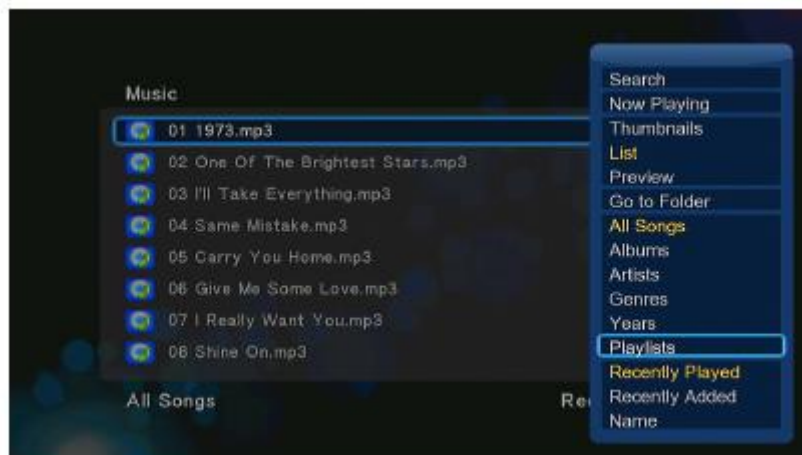 Music
01 1973.mp3
02 One Of The Brightest Stars.mp3
03 I'll Take Everything.mp3
04 Same Mistake.mp3
05 Carry You Home.mp3
06 Give Me Some Love.mp3
07 I Really Want You.mp3
08 Shine On.mp3
All Songs
Search
Now Playing
Thumbnails
List
Preview
Go to Folder
All Songs
Albums
Artists
Genres
Years
Playlists
Recently Played
Recently Added
Name